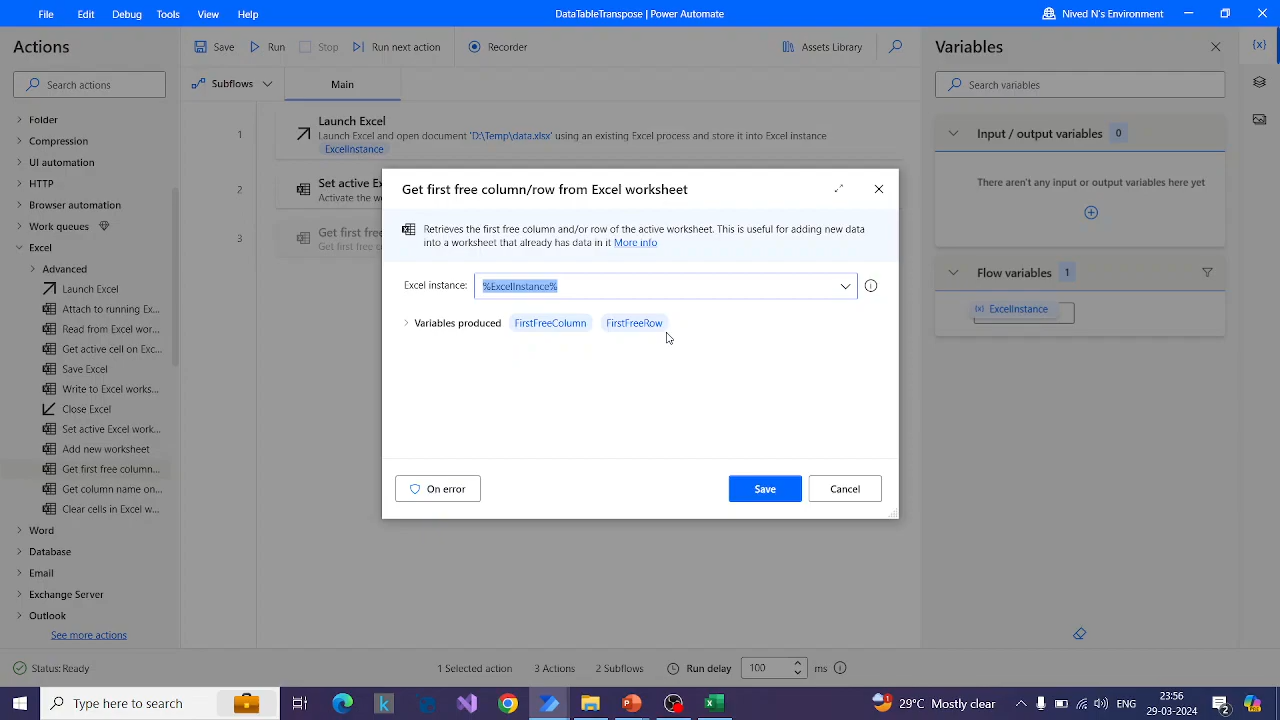 File Edit Debug Tools View Help
DataTableTranspose | Power Automate
Nived N's Environment
Actions
Search actions
Folder
Compression
UI automation
HTTP
Browser automation
Work queues
Excel
Advanced
Launch Excel
Attach to running Ex...
Read from Excel wor...
Get active cell on Exc...
Save Excel
Write to Excel works...
Close Excel
Set active Excel work...
Add new worksheet
Get first free column...
Get column name on...
Clear cells in Excel w...
Word
Database
Email
Exchange Server
Outlook
See more actions
Save Run Stop Run next action Recorder
Assets Library
Subflows
Main
1
Launch Excel
Launch Excel and open document 'D:\Temp\data.xlsx' using an existing Excel process and store it into Excel instance
ExcelInstance
2
Set active E
Activate the w
3
Get first fre
Get first free c
Get first free column/row from Excel worksheet
Retrieves the first free column and/or row of the active worksheet. This is useful for adding new data
into a worksheet that already has data in it More info
Excel instance: %ExcelInstance%
Variables produced FirstFreeColumn FirstFreeRow
On error
Save
Cancel
Variables
Search variables
Input / output variables 0
There aren't any input or output variables here yet
Flow variables 1
{x} ExcelInstance
{x}
Status: Ready
1 Selected action
3 Actions
2 Subflows
Run delay 100 ms
Type here to search
29°C Mostly clear
1
ENG
23:56
29-03-2024
2